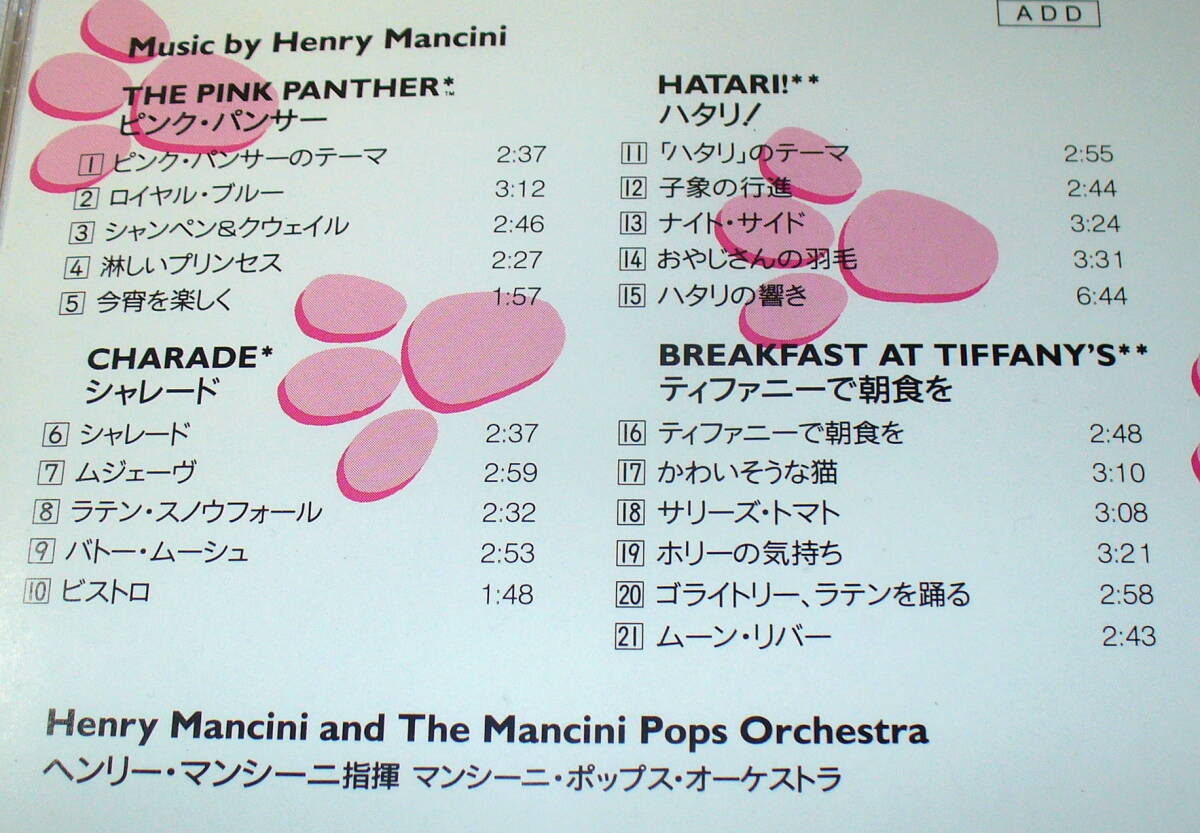 ADD
Music by Henry Mancini
THE PINK PANTHER*™
ピンク・パンサー
1 ピンク・パンサーのテーマ 2:37
2 ロイヤル・ブルー 3:12
3 シャンペン&クウェイル 2:46
4 淋しいプリンセス 2:27
5 今宵を楽しく 1:57
CHARADE*
シャレード
6 シャレード 2:37
7 ムジェーヴ 2:59
8 ラテン・スノウフォール 2:32
9 バトー・ムーシュ 2:53
10 ビストロ 1:48
HATARI!**
ハタリ!
11 「ハタリ」のテーマ 2:55
12 子象の行進 2:44
13 ナイト・サイド 3:24
14 おやじさんの羽毛 3:31
15 ハタリの響き 6:44
BREAKFAST AT TIFFANY'S**
ティファニーで朝食を
16 ティファニーで朝食を 2:48
17 かわいそうな猫 3:10
18 サリーズ・トマト 3:08
19 ホリーの気持ち 3:21
20 ゴライトリー、ラテンを踊る 2:58
21 ムーン・リバー 2:43
Henry Mancini and The Mancini Pops Orchestra
ヘンリー・マンシーニ指揮 マンシーニ・ポップス・オーケストラ